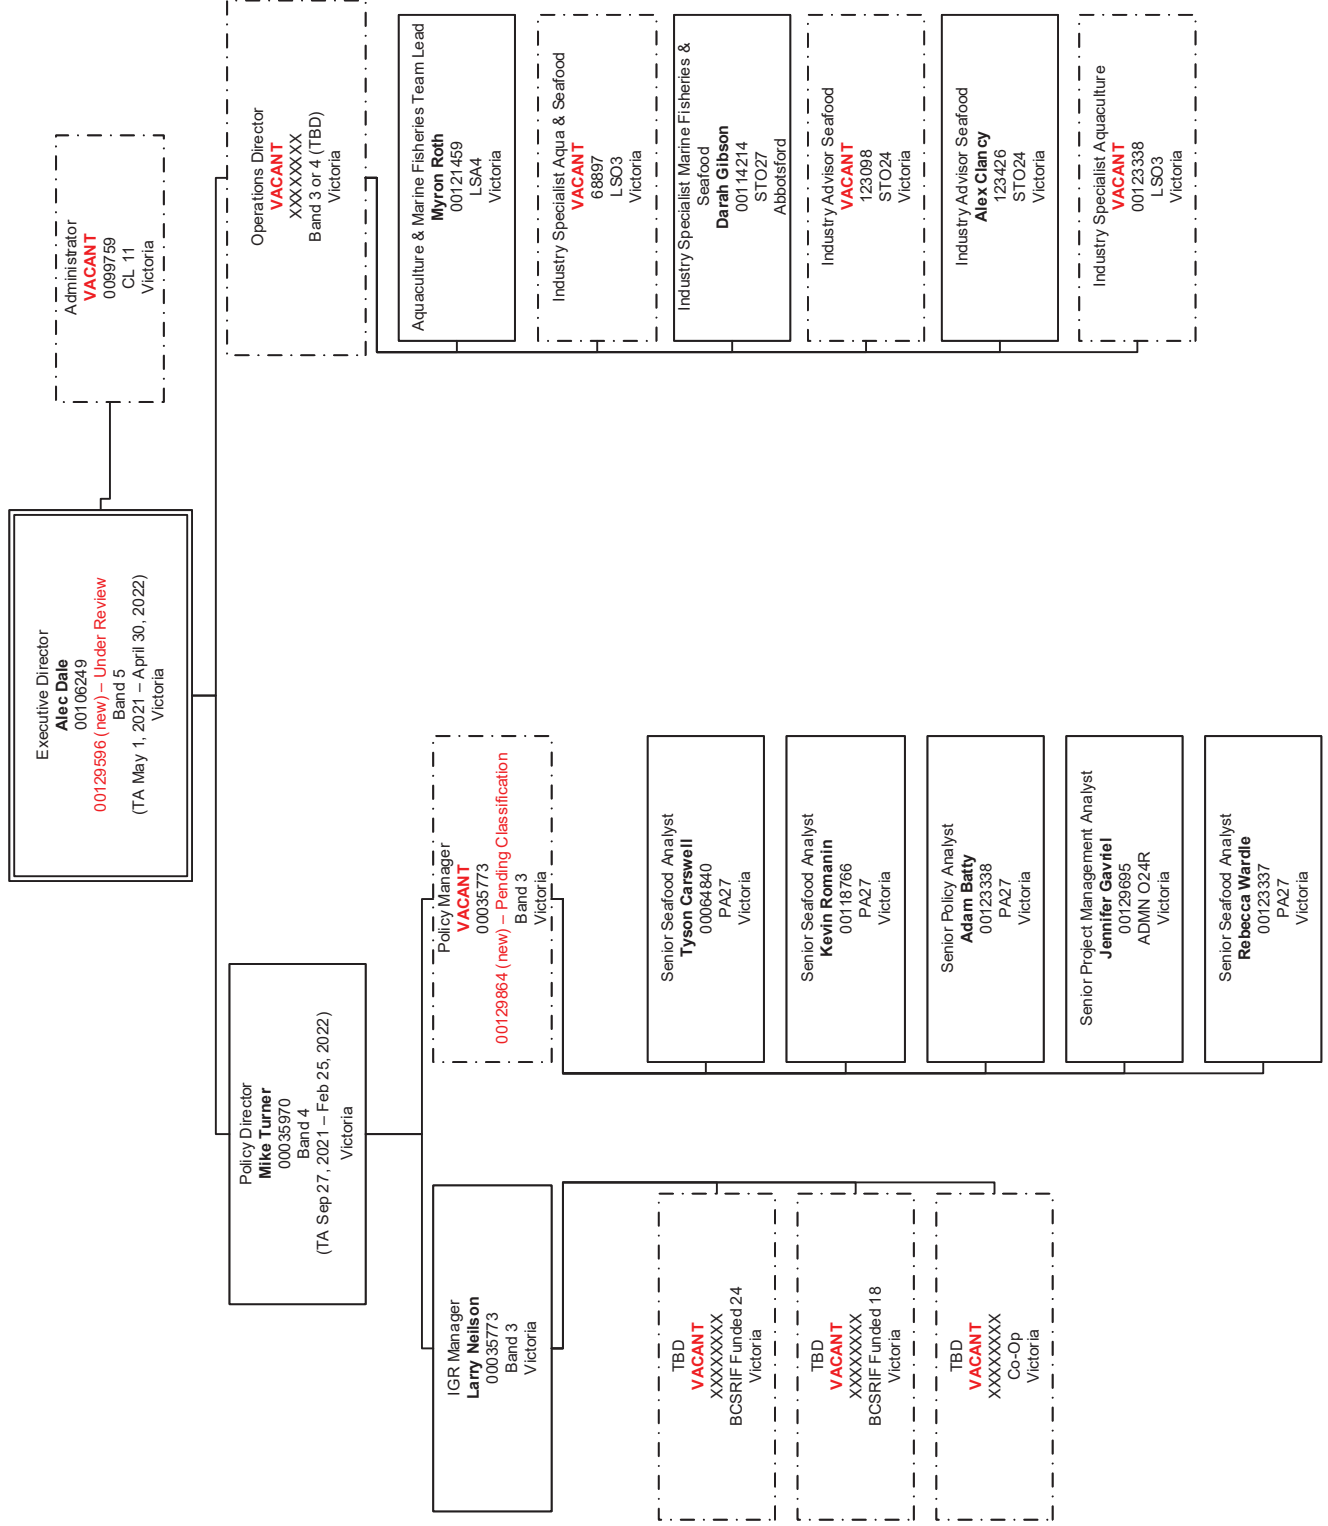 Executive Director
Alec Dale
00106249
00129596 (new) – Under Review
Band 5
(TA May 1, 2021 – April 30, 2022)
Victoria
Administrator
VACANT
0099759
CL 11
Victoria
Policy Director
Mike Turner
00035970
Band 4
(TA Sep 27, 2021 – Feb 25, 2022)
Victoria
Operations Director
VACANT
XXXXXXXX
Band 3 or 4 (TBD)
Victoria
IGR Manager
Larry Neilson
00035773
Band 3
Victoria
Policy Manager
VACANT
00035773
00129864 (new) – Pending Classification
Band 3
Victoria
TBD
VACANT
XXXXXXXX
BCSRIF Funded 24
Victoria
TBD
VACANT
XXXXXXXX
BCSRIF Funded 18
Victoria
TBD
VACANT
XXXXXXXX
Co-Op
Victoria
Senior Seafood Analyst
Tyson Carswell
00064840
PA27
Victoria
Senior Seafood Analyst
Kevin Romanin
00118766
PA27
Victoria
Senior Policy Analyst
Adam Batty
00123338
PA27
Victoria
Senior Project Management Analyst
Jennifer Gavriel
00129695
ADMN O24R
Victoria
Senior Seafood Analyst
Rebecca Wardle
00123337
PA27
Victoria
Aquaculture & Marine Fisheries Team Lead
Myron Roth
00121459
LSA4
Victoria
Industry Specialist Aqua & Seafood
VACANT
68897
LSO3
Victoria
Industry Specialist Marine Fisheries &
Seafood
Darah Gibson
00114214
STO27
Abbotsford
Industry Advisor Seafood
VACANT
123098
STO24
Victoria
Industry Advisor Seafood
Alex Clancy
123426
STO24
Victoria
Industry Specialist Aquaculture
VACANT
00123338
LSO3
Victoria